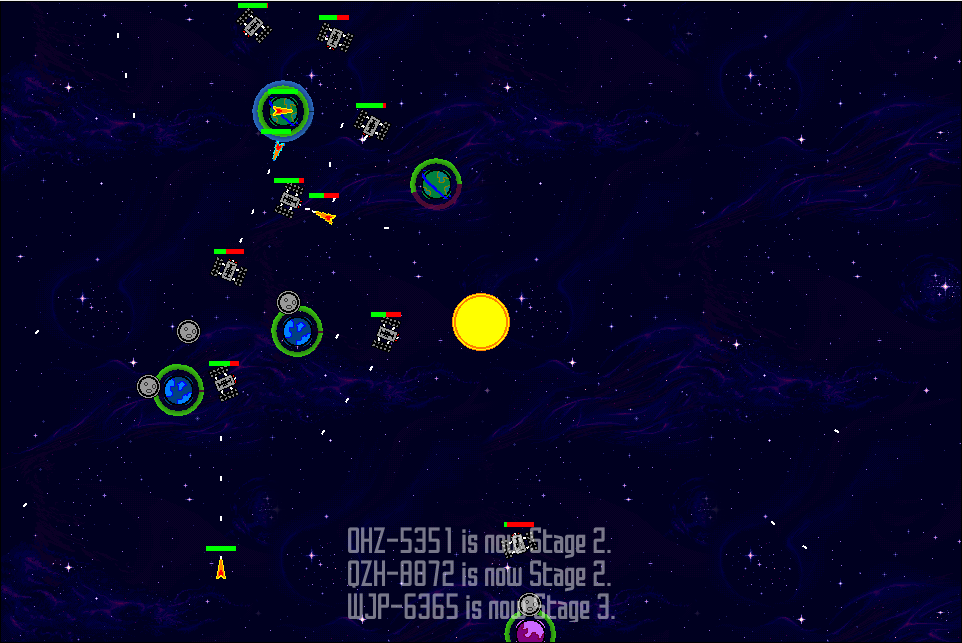 OHZ-5351 is now Stage 2.
QZH-8872 is now Stage 2.
WJP-6365 is now Stage 3.